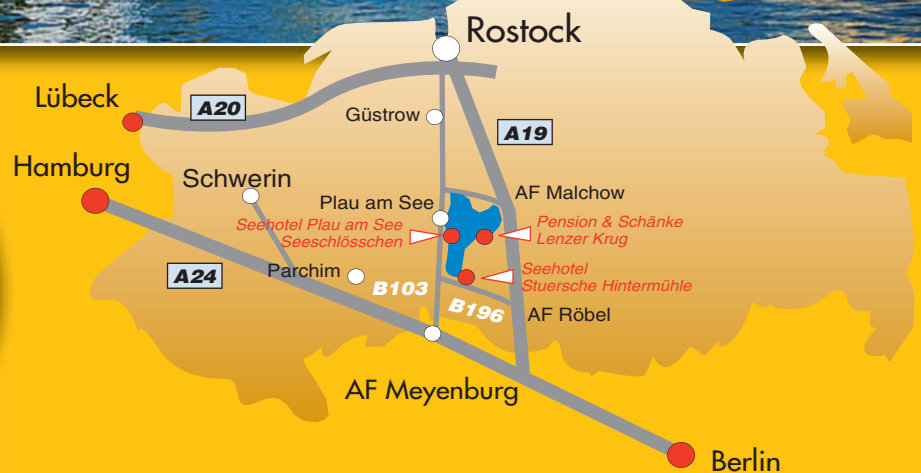 Rostock
Lübeck
A20
Güstrow
A19
Hamburg
Schwerin
AF Malchow
Plau am See
Seehotel Plau am See
Seeschlösschen
Pension & Schänke
Lenzer Krug
A24
Parchim
B103
Seehotel
Stuersche Hintermühle
B196
AF Röbel
AF Meyenburg
Berlin